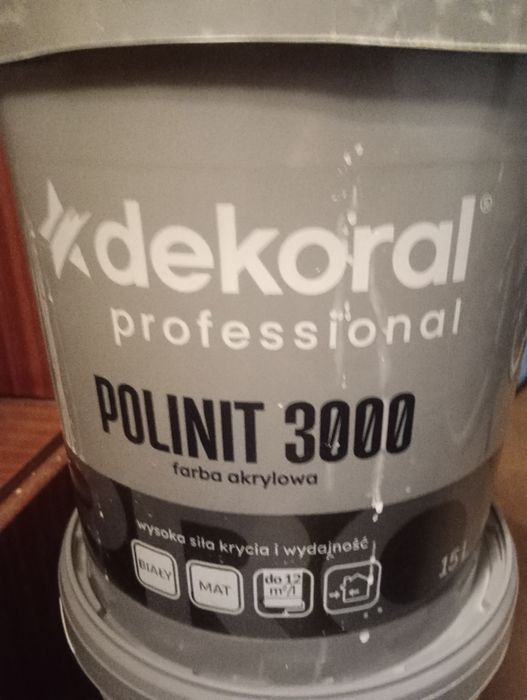 dekoral®
professional
POLINIT 3000
farba akrylowa
wysoka siła krycia i wydajność
BIAŁY
MAT
do 12
m²/l
15 L